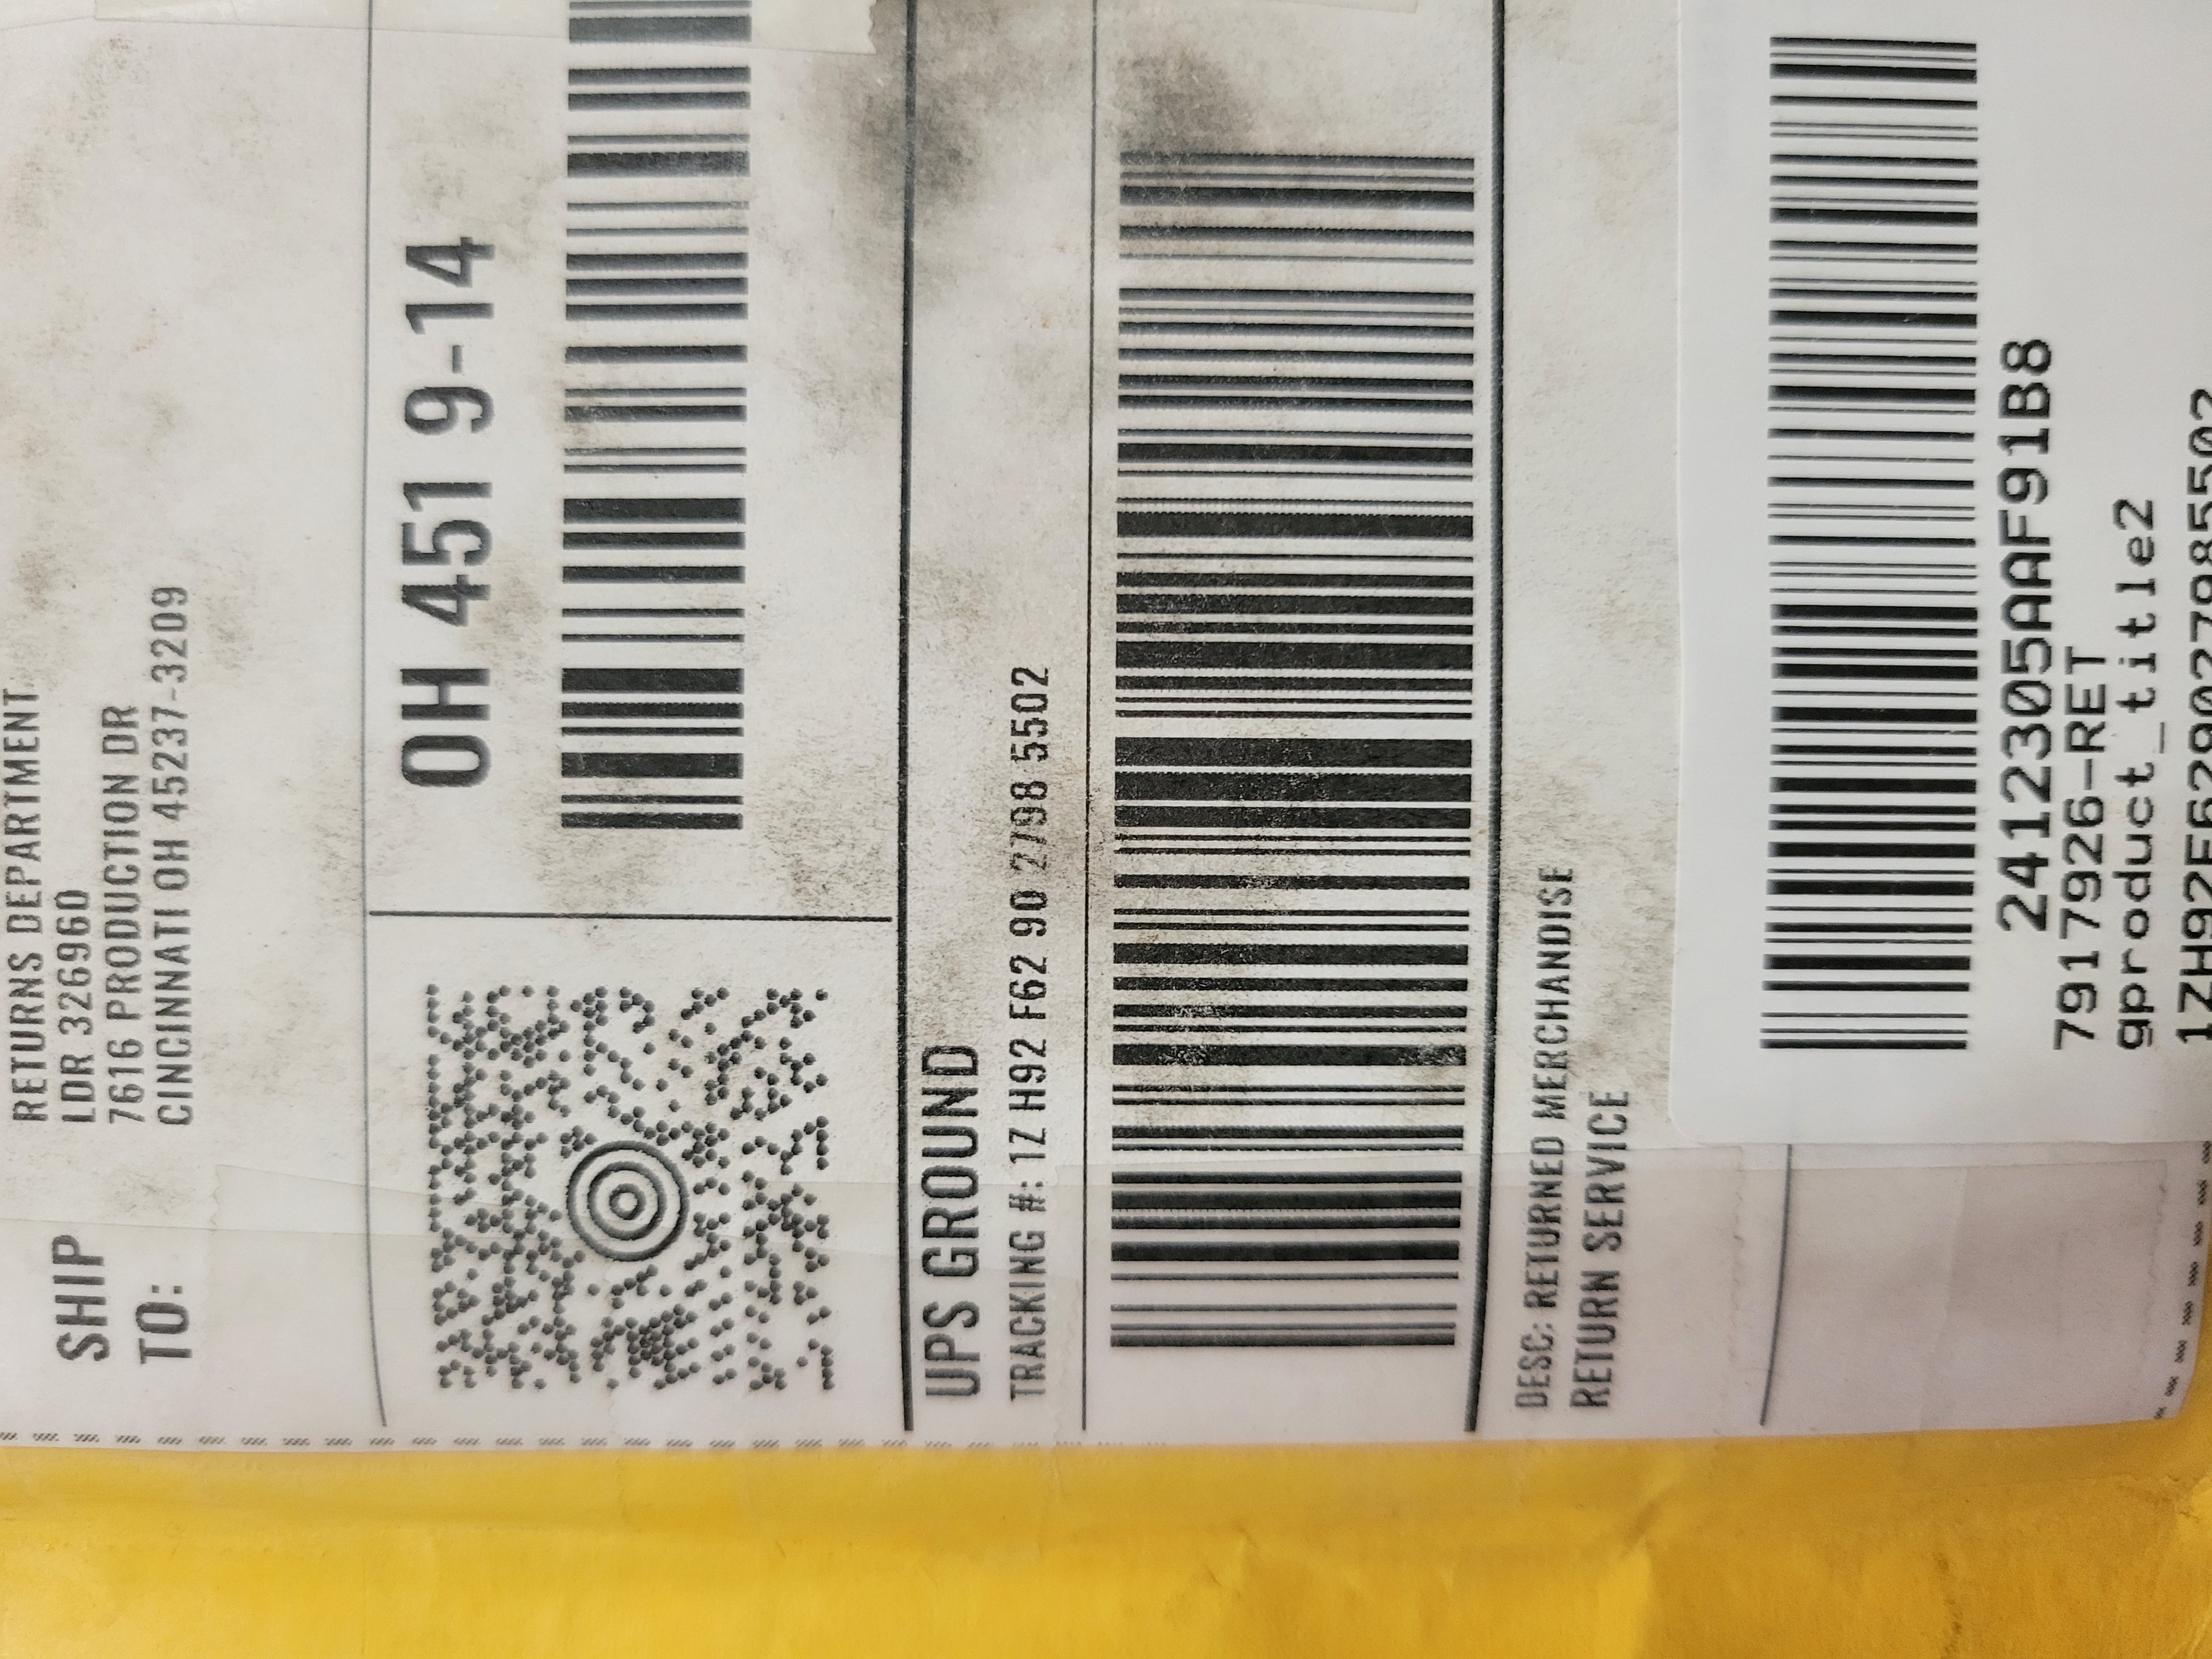 RETURNS DEPARTMENT
LDR 326960
7616 PRODUCTION DR
CINCINNATI OH 45237-3209
SHIP
TO:
OH 451 9-14
UPS GROUND
TRACKING #: 1Z H92 F62 90 2798 5502
DESC: RETURNED MERCHANDISE
RETURN SERVICE
2412305AAF91B8
7917926-RET
gproduct_title2
1ZH92F629027985502